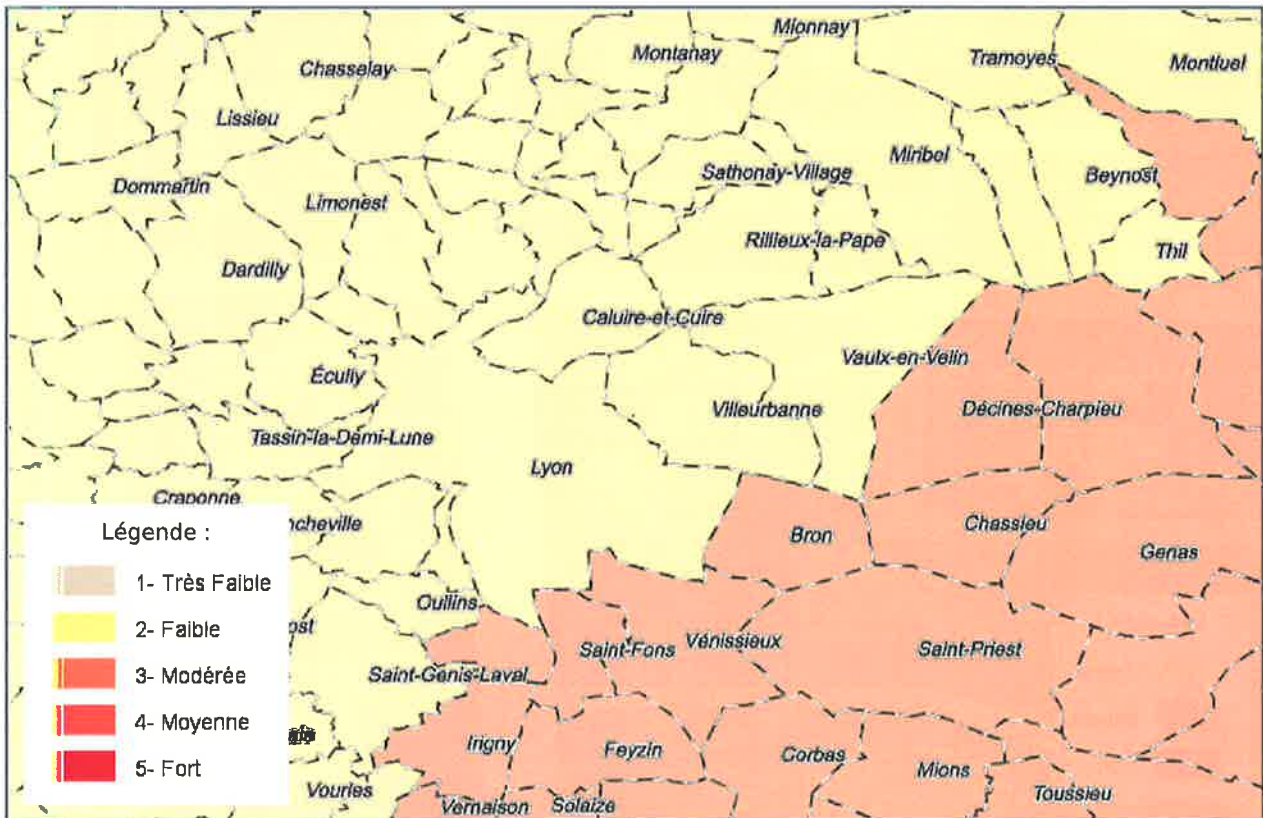 Mionnay
Montanay
Tramoyes
Montluel
Chasselay
Lissieu
Miribel
Sathonay-Village
Beynost
Dommartin
Limonest
Rillieux-la-Pape
Thil
Dardilly
Caluire-et-Cuire
Vaulx-en-Velin
Écully
Villeurbanne
Décines-Charpieu
Tassin-la-Demi-Lune
Lyon
Craponne
ncheville
Chassieu
Bron
Genas
Légende :
1- Très Faible
2- Faible
3- Modérée
4- Moyenne
5- Fort
Oullins
ost
Saint-Fons
Vénissieux
Saint-Priest
Saint-Genis-Laval
Irigny
Feyzin
Corbas
Mions
Vourles
Vernaison
Solaize
Toussieu